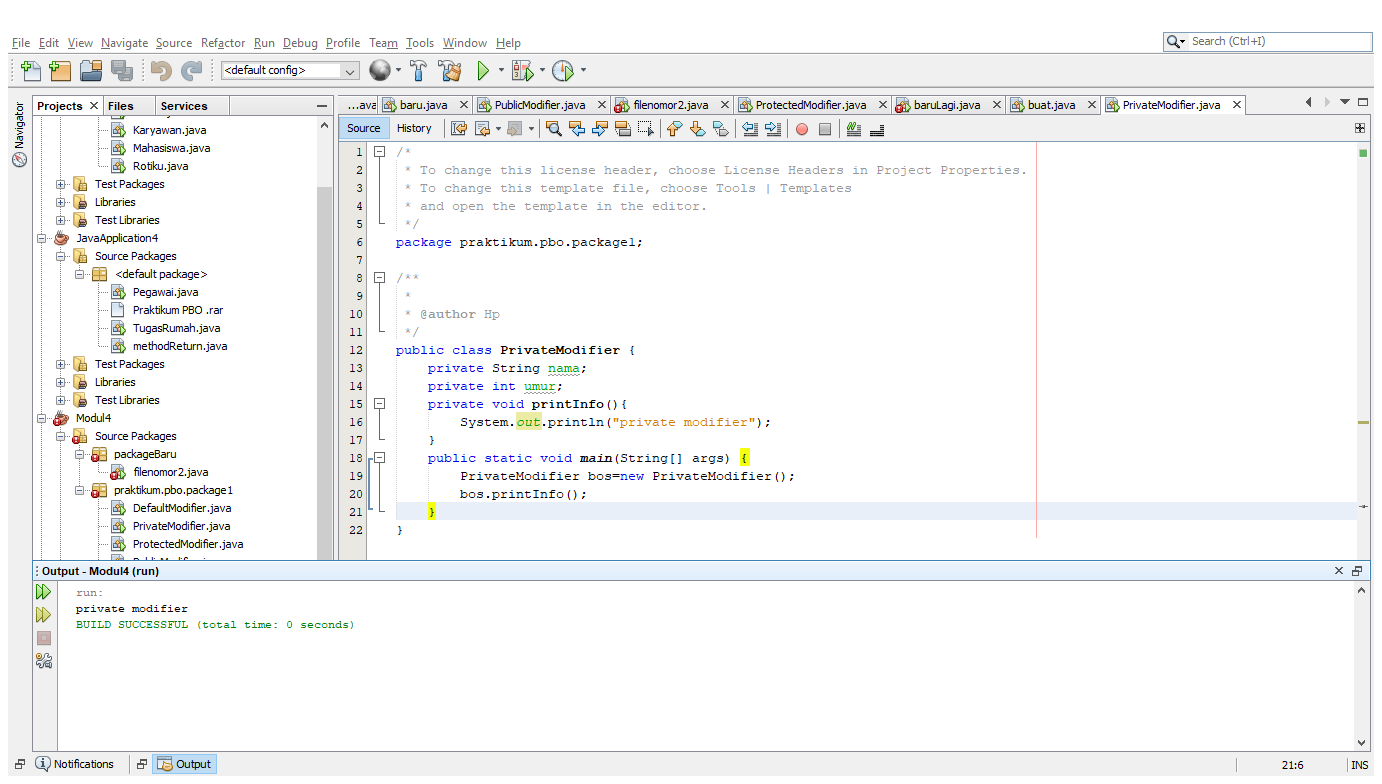 File Edit View Navigate Source Refactor Run Debug Profile Team Tools Window Help
Search (Ctrl+I)
<default config>
Navigator
Projects Files Services
Karyawan.java
Mahasiswa.java
Rotiku.java
Test Packages
Libraries
Test Libraries
JavaApplication4
Source Packages
<default package>
Pegawai.java
Praktikum PBO .rar
TugasRumah.java
methodReturn.java
Test Packages
Libraries
Test Libraries
Modul4
Source Packages
packageBaru
filenomor2.java
praktikum.pbo.package1
DefaultModifier.java
PrivateModifier.java
ProtectedModifier.java
...ava baru.java PublicModifier.java filenomor2.java ProtectedModifier.java baruLagi.java buat.java PrivateModifier.java
Source History
1 /*
2 * To change this license header, choose License Headers in Project Properties.
3 * To change this template file, choose Tools | Templates
4 * and open the template in the editor.
5 */
6 package praktikum.pbo.package1;
7
8 /**
9 *
10 * @author Hp
11 */
12 public class PrivateModifier {
13 private String nama;
14 private int umur;
15 private void printInfo(){
16 System.out.println("private modifier");
17 }
18 public static void main(String[] args) {
19 PrivateModifier bos=new PrivateModifier();
20 bos.printInfo();
21 }
22 }
Output - Modul4 (run)
run:
private modifier
BUILD SUCCESSFUL (total time: 0 seconds)
Notifications Output
21:6 INS